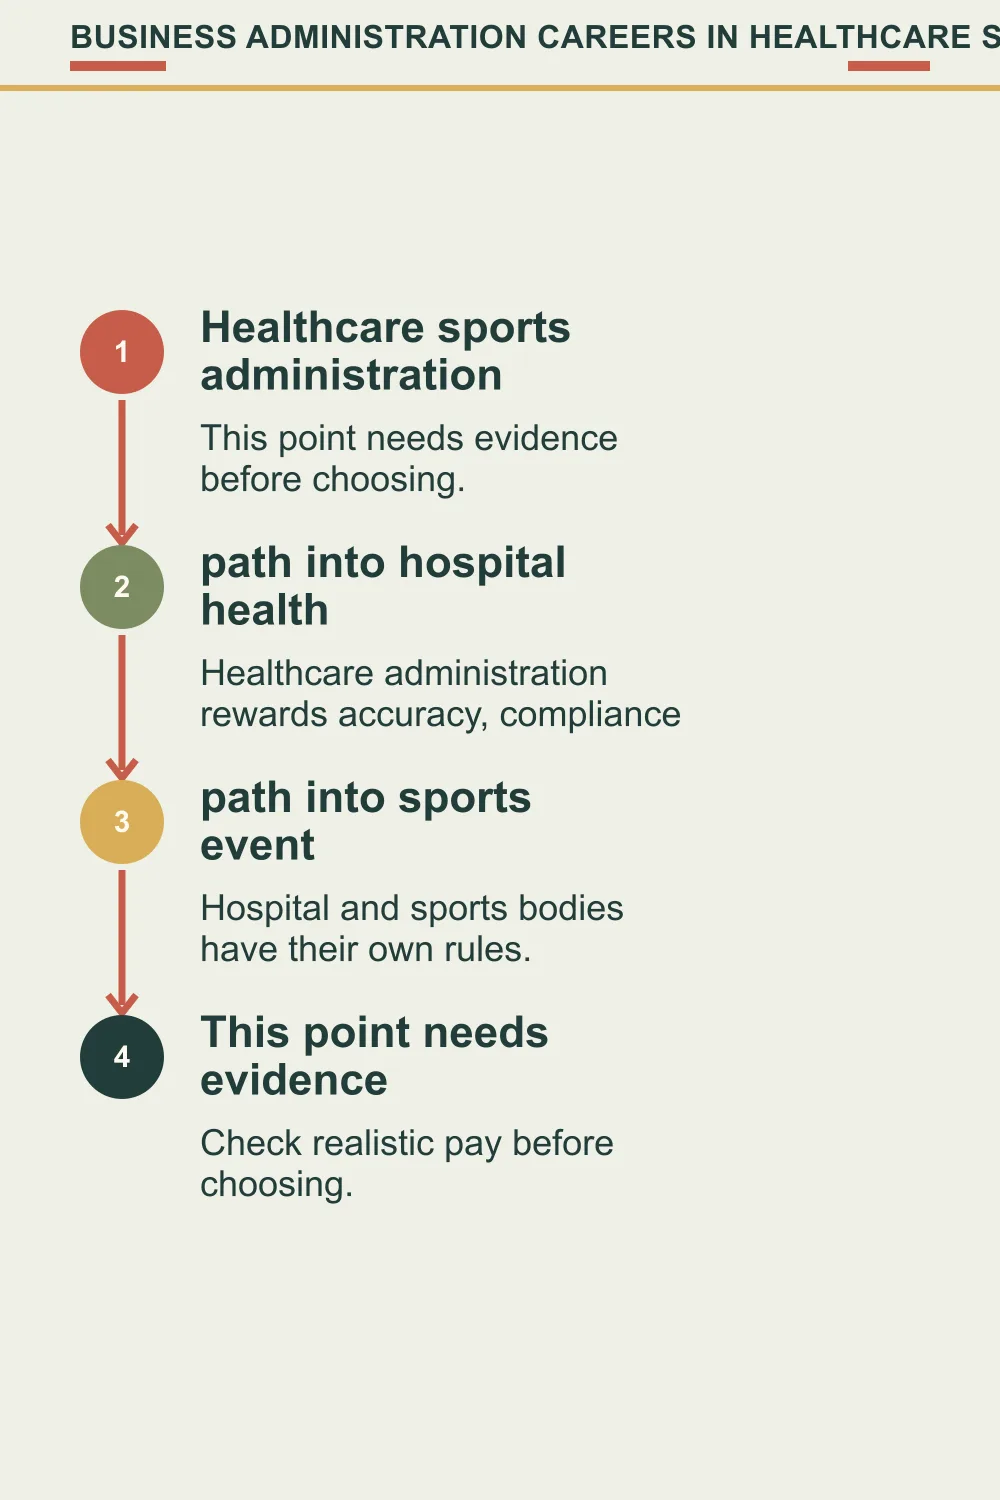 BUSINESS ADMINISTRATION CAREERS IN HEALTHCARE S
1
Healthcare sports
administration
This point needs evidence
before choosing.
2
path into hospital
health
Healthcare administration
rewards accuracy, compliance
3
path into sports
event
Hospital and sports bodies
have their own rules.
4
This point needs
evidence
Check realistic pay before
choosing.